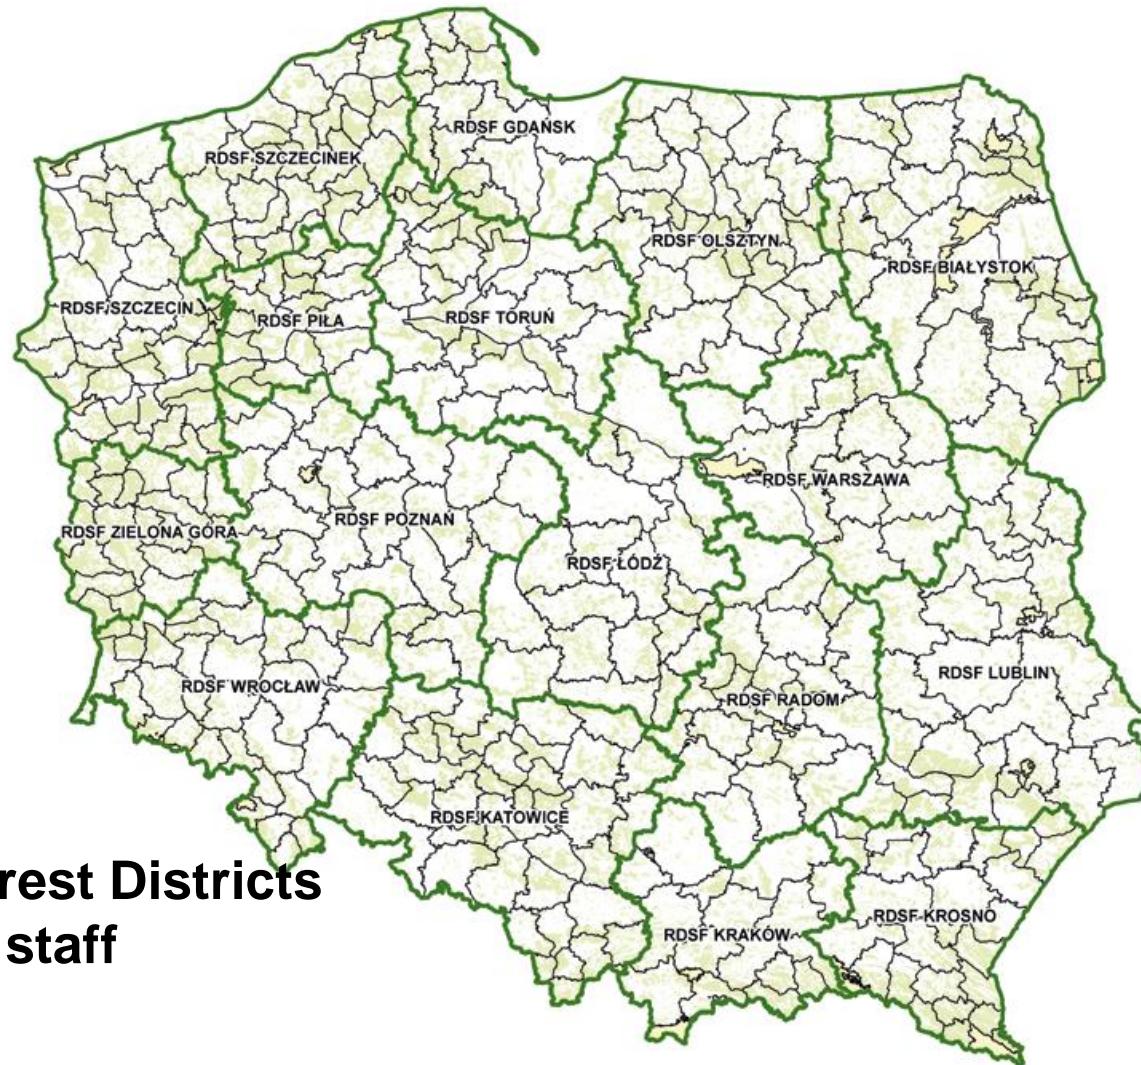 RDSF GDAŃSK
RDSF SZCZECINEK
RDSF OLSZTYN
RDSF BIAŁYSTOK
RDSF SZCZECIN
RDSF PIŁA
RDSF TORUŃ
RDSF WARSZAWA
RDSF POZNAŃ
RDSF ZIELONA GÓRA
RDSF ŁÓDŹ
RDSF LUBLIN
RDSF WROCŁAW
RDSF RADOM
RDSF KATOWICE
rest Districts
RDSF KROSNO
RDSF KRAKÓW
staff